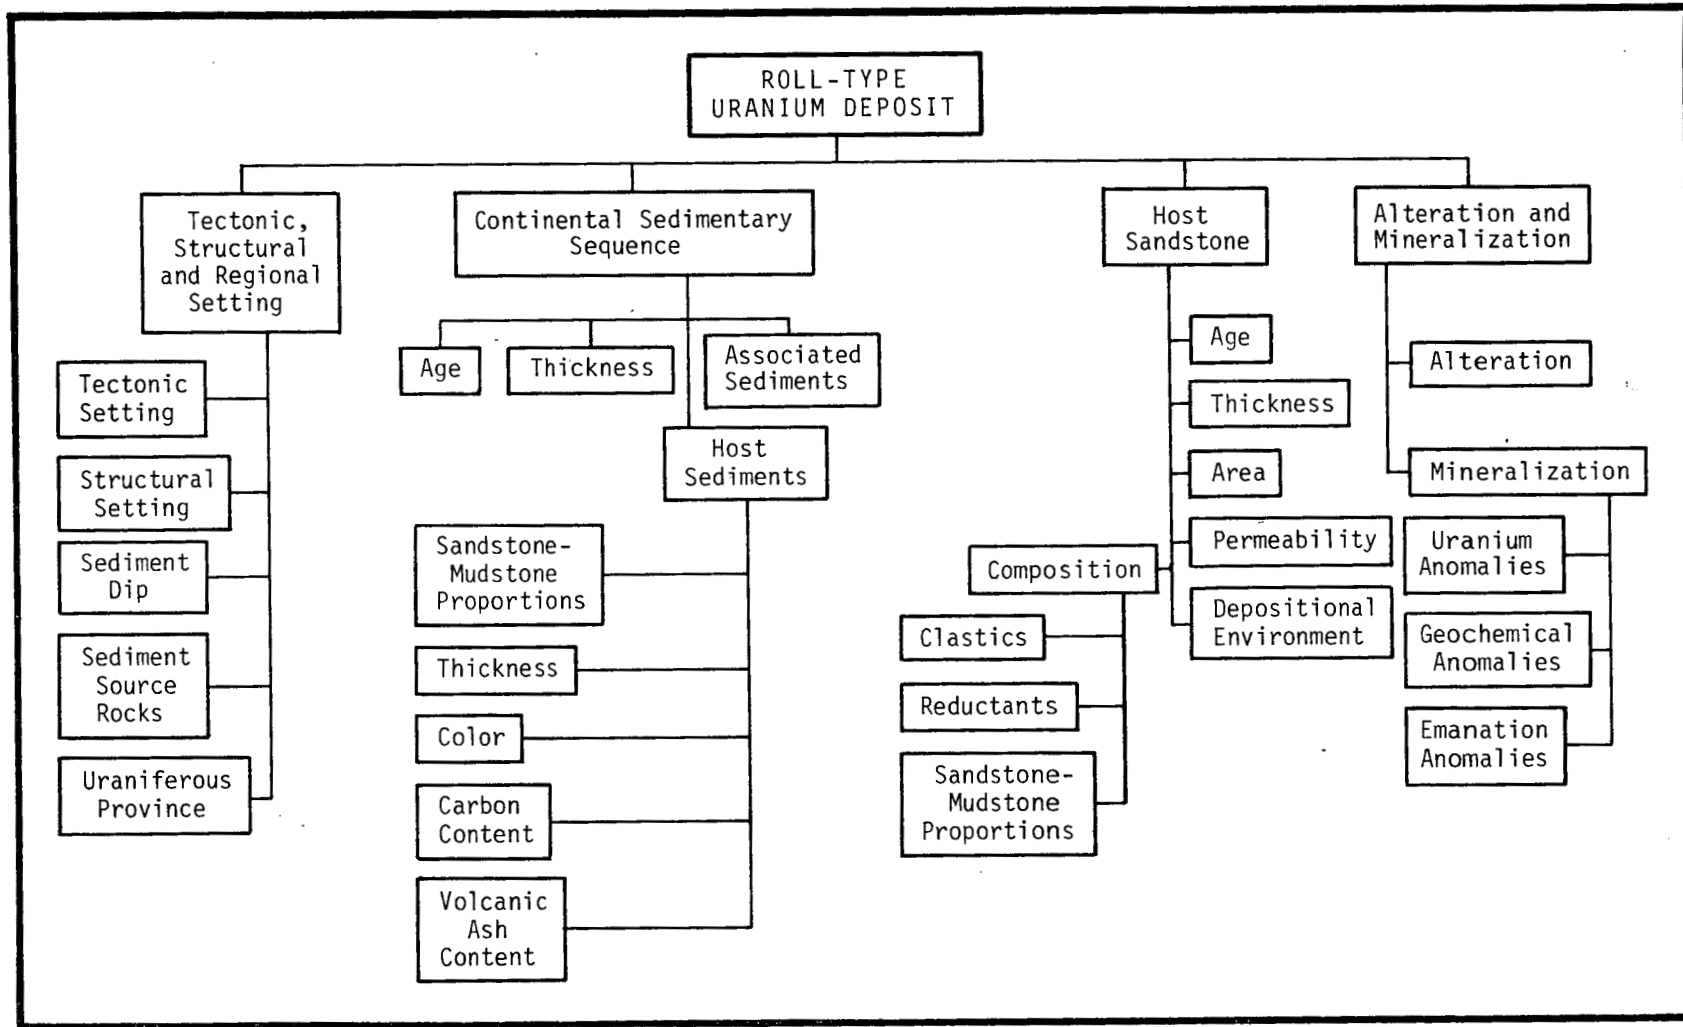 ROLL-TYPE
URANIUM DEPOSIT
Tectonic,
Structural
and Regional
Setting
Tectonic
Setting
Structural
Setting
Sediment
Dip
Sediment
Source
Rocks
Uraniferous
Province
Continental Sedimentary
Sequence
Age
Thickness
Associated
Sediments
Host
Sediments
Sandstone-
Mudstone
Proportions
Thickness
Color
Carbon
Content
Volcanic
Ash
Content
Host
Sandstone
Age
Thickness
Area
Permeability
Depositional
Environment
Composition
Clastics
Reductants
Sandstone-
Mudstone
Proportions
Alteration and
Mineralization
Alteration
Mineralization
Uranium
Anomalies
Geochemical
Anomalies
Emanation
Anomalies